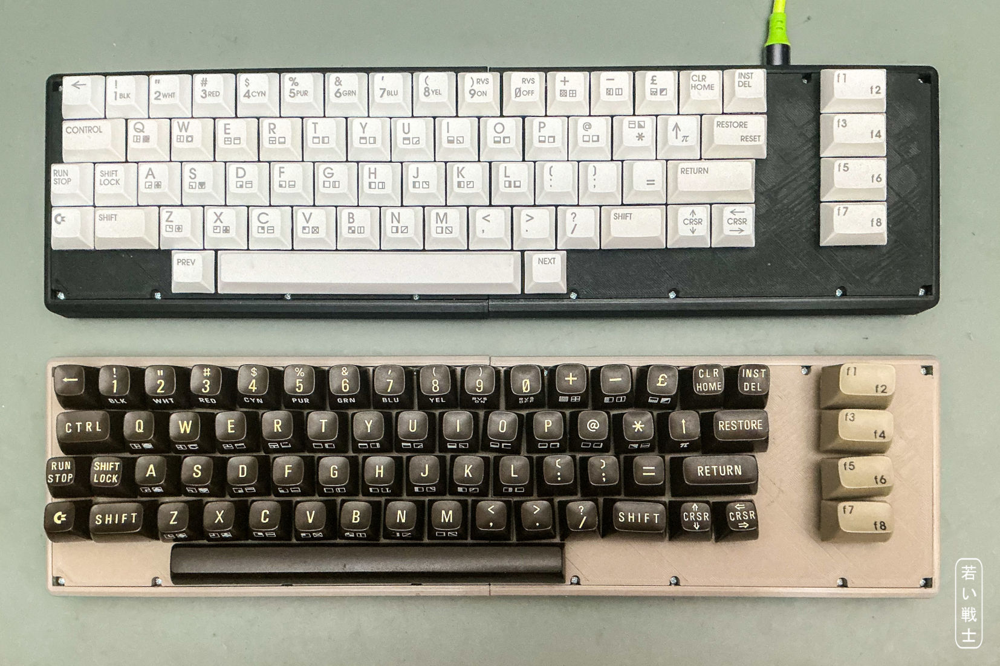 ←
! 1 BLK
" 2 WHT
# 3 RED
$ 4 CYN
% 5 PUR
& 6 GRN
' 7 BLU
( 8 YEL
) RVS 9 ON
RVS 0 OFF
+
-
£
CLR HOME
INST DEL
f1 f2
CONTROL
Q
W
E
R
T
Y
U
I
O
P
@
*
↑ π
RESTORE RESET
f3 f4
RUN STOP
SHIFT LOCK
A
S
D
F
G
H
J
K
L
( :
) ;
=
RETURN
f5 f6
SHIFT
Z
X
C
V
B
N
M
< ,
> .
? /
SHIFT
↑ CRSR ↓
← CRSR →
f7 f8
PREV
NEXT
←
! 1 BLK
" 2 WHT
# 3 RED
$ 4 CYN
% 5 PUR
& 6 GRN
' 7 BLU
( 8 YEL
) 9 RVS ON
0 RVS OFF
+
-
£
CLR HOME
INST DEL
f1 f2
CTRL
Q
W
E
R
T
Y
U
I
O
P
@
*
↑ π
RESTORE
f3 f4
RUN STOP
SHIFT LOCK
A
S
D
F
G
H
J
K
L
[ :
] ;
=
RETURN
f5 f6
SHIFT
Z
X
C
V
B
N
M
< ,
> .
? /
SHIFT
⇑ CRSR ⇓
⇐ CRSR ⇒
f7 f8
若い戦士